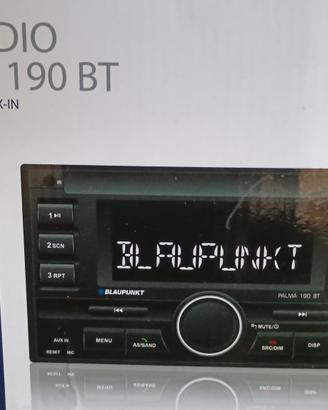 DIO
190 BT
X-IN
1 ▶II
2 SCN
3 RPT
BLAUPUNKT
BLAUPUNKT
PALMA 190 BT
MUTE
AUX IN
RESET
MIC
MENU
AS/BAND
SRC/DIM
DISP